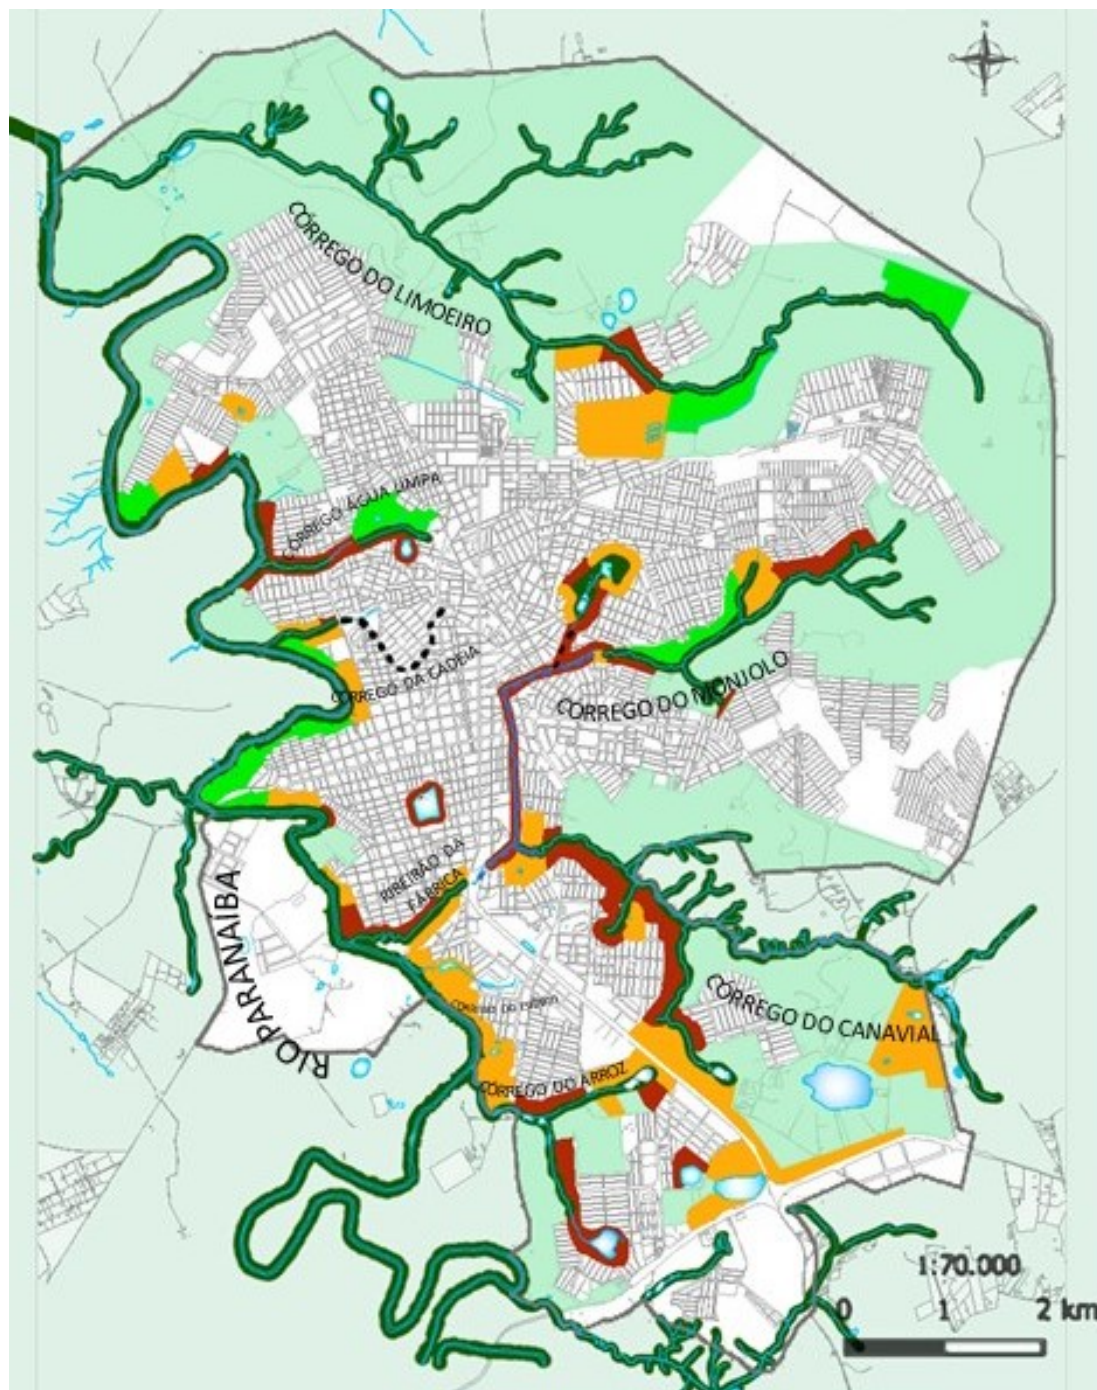 N
CÓRREGO DO LIMOEIRO
CÓRREGO ÁGUA LIMPA
CÓRREGO DA CADEIA
CÓRREGO DO MONJOLO
RIBEIRÃO DA
FÁBRICA
RIO PARANAÍBA
CÓRREGO DO CANAVIAL
CÓRREGO DO ARROZ
1:70.000
0 1 2 km